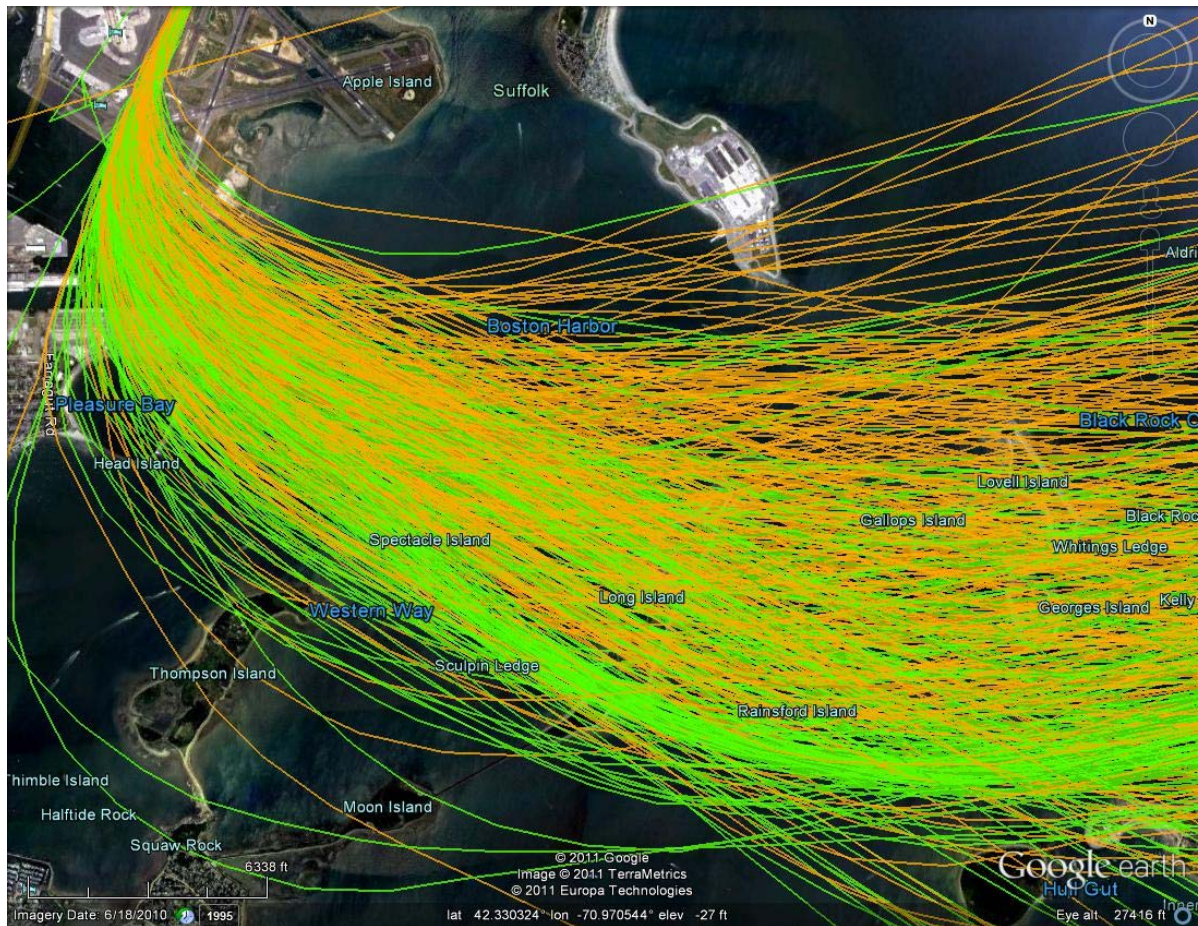 N
Apple Island
Suffolk
Aldri
Boston Harbor
Farragut Rd
Pleasure Bay
Black Rock C
Head Island
Lovell Island
Gallops Island
Black Roc
Spectacle Island
Whitings Ledge
Long Island
Western Way
Georges Island
Kelly
Sculpin Ledge
Thompson Island
Rainsford Island
Thimble Island
Moon Island
Halftide Rock
Squaw Rock
6338 ft
© 2011 Google
Image © 2011 TerraMetrics
© 2011 Europa Technologies
Google earth
Hull Gut
Inner
Imagery Date: 6/18/2010
1995
lat 42.330324° lon -70.970544° elev -27 ft
Eye alt 27416 ft